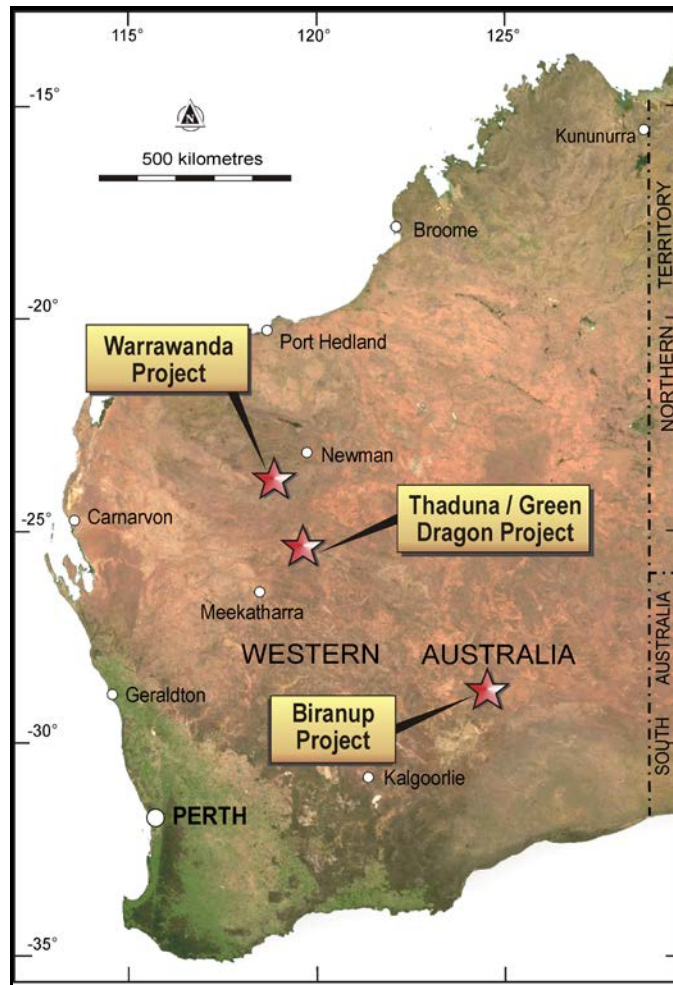 115°
120°
125°
-15°
N
500 kilometres
Kununurra
Broome
NORTHERN TERRITORY
-20°
Port Hedland
Warrawanda
Project
Newman
Thaduna / Green
Dragon Project
-25°
Carnarvon
Meekatharra
WESTERN AUSTRALIA
SOUTH AUSTRALIA
Geraldton
Biranup
Project
-30°
Kalgoorlie
PERTH
-35°